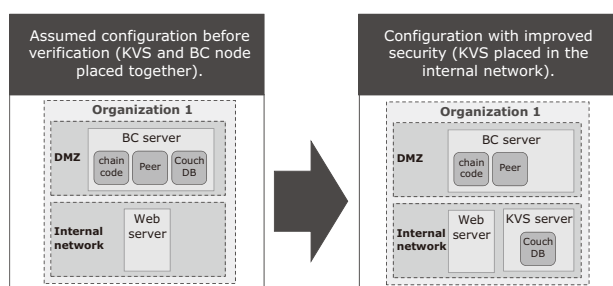 Assumed configuration before
verification (KVS and BC node
placed together).
Organization 1
BC server
DMZ
chain
code
Peer
Couch
DB
Internal
network
Web
server
Configuration with improved
security (KVS placed in the
internal network).
Organization 1
BC server
DMZ
chain
code
Peer
Internal
network
Web
server
KVS server
Couch
DB